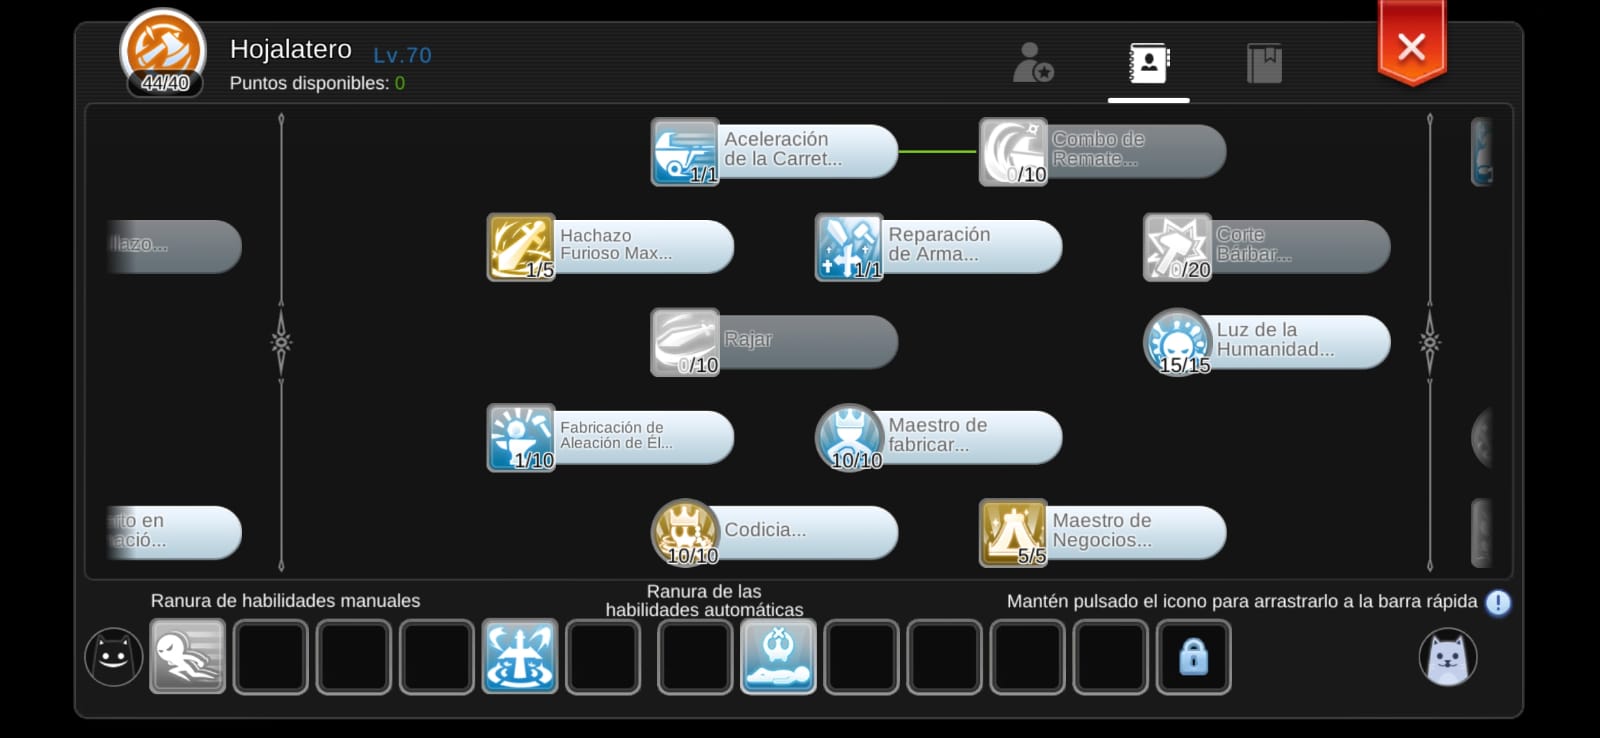 Hojalatero Lv.70
44/40
Puntos disponibles: 0
Aceleración
de la Carret...
1/1
Combo de
Remate...
0/10
llazo...
Hachazo
Furioso Max...
1/5
Reparación
de Arma...
1/1
Corte
Bárbar...
0/20
Rajar
0/10
Luz de la
Humanidad...
15/15
Fabricación de
Aleación de Él...
1/10
Maestro de
fabricar...
10/10
rto en
ació...
Codicia...
10/10
Maestro de
Negocios...
5/5
Ranura de habilidades manuales
Ranura de las
habilidades automáticas
Mantén pulsado el icono para arrastrarlo a la barra rápida